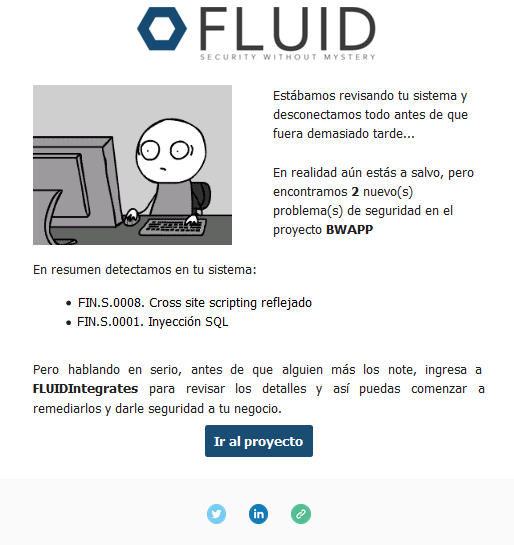 FLUID
SECURITY WITHOUT MYSTERY
Estábamos revisando tu sistema y
desconectamos todo antes de que
fuera demasiado tarde...
En realidad aún estás a salvo, pero
encontramos 2 nuevo(s)
problema(s) de seguridad en el
proyecto BWAPP
En resumen detectamos en tu sistema:
• FIN.S.0008. Cross site scripting reflejado
• FIN.S.0001. Inyección SQL
Pero hablando en serio, antes de que alguien más los note, ingresa a
FLUIDIntegrates para revisar los detalles y así puedas comenzar a
remediarlos y darle seguridad a tu negocio.
Ir al proyecto
in